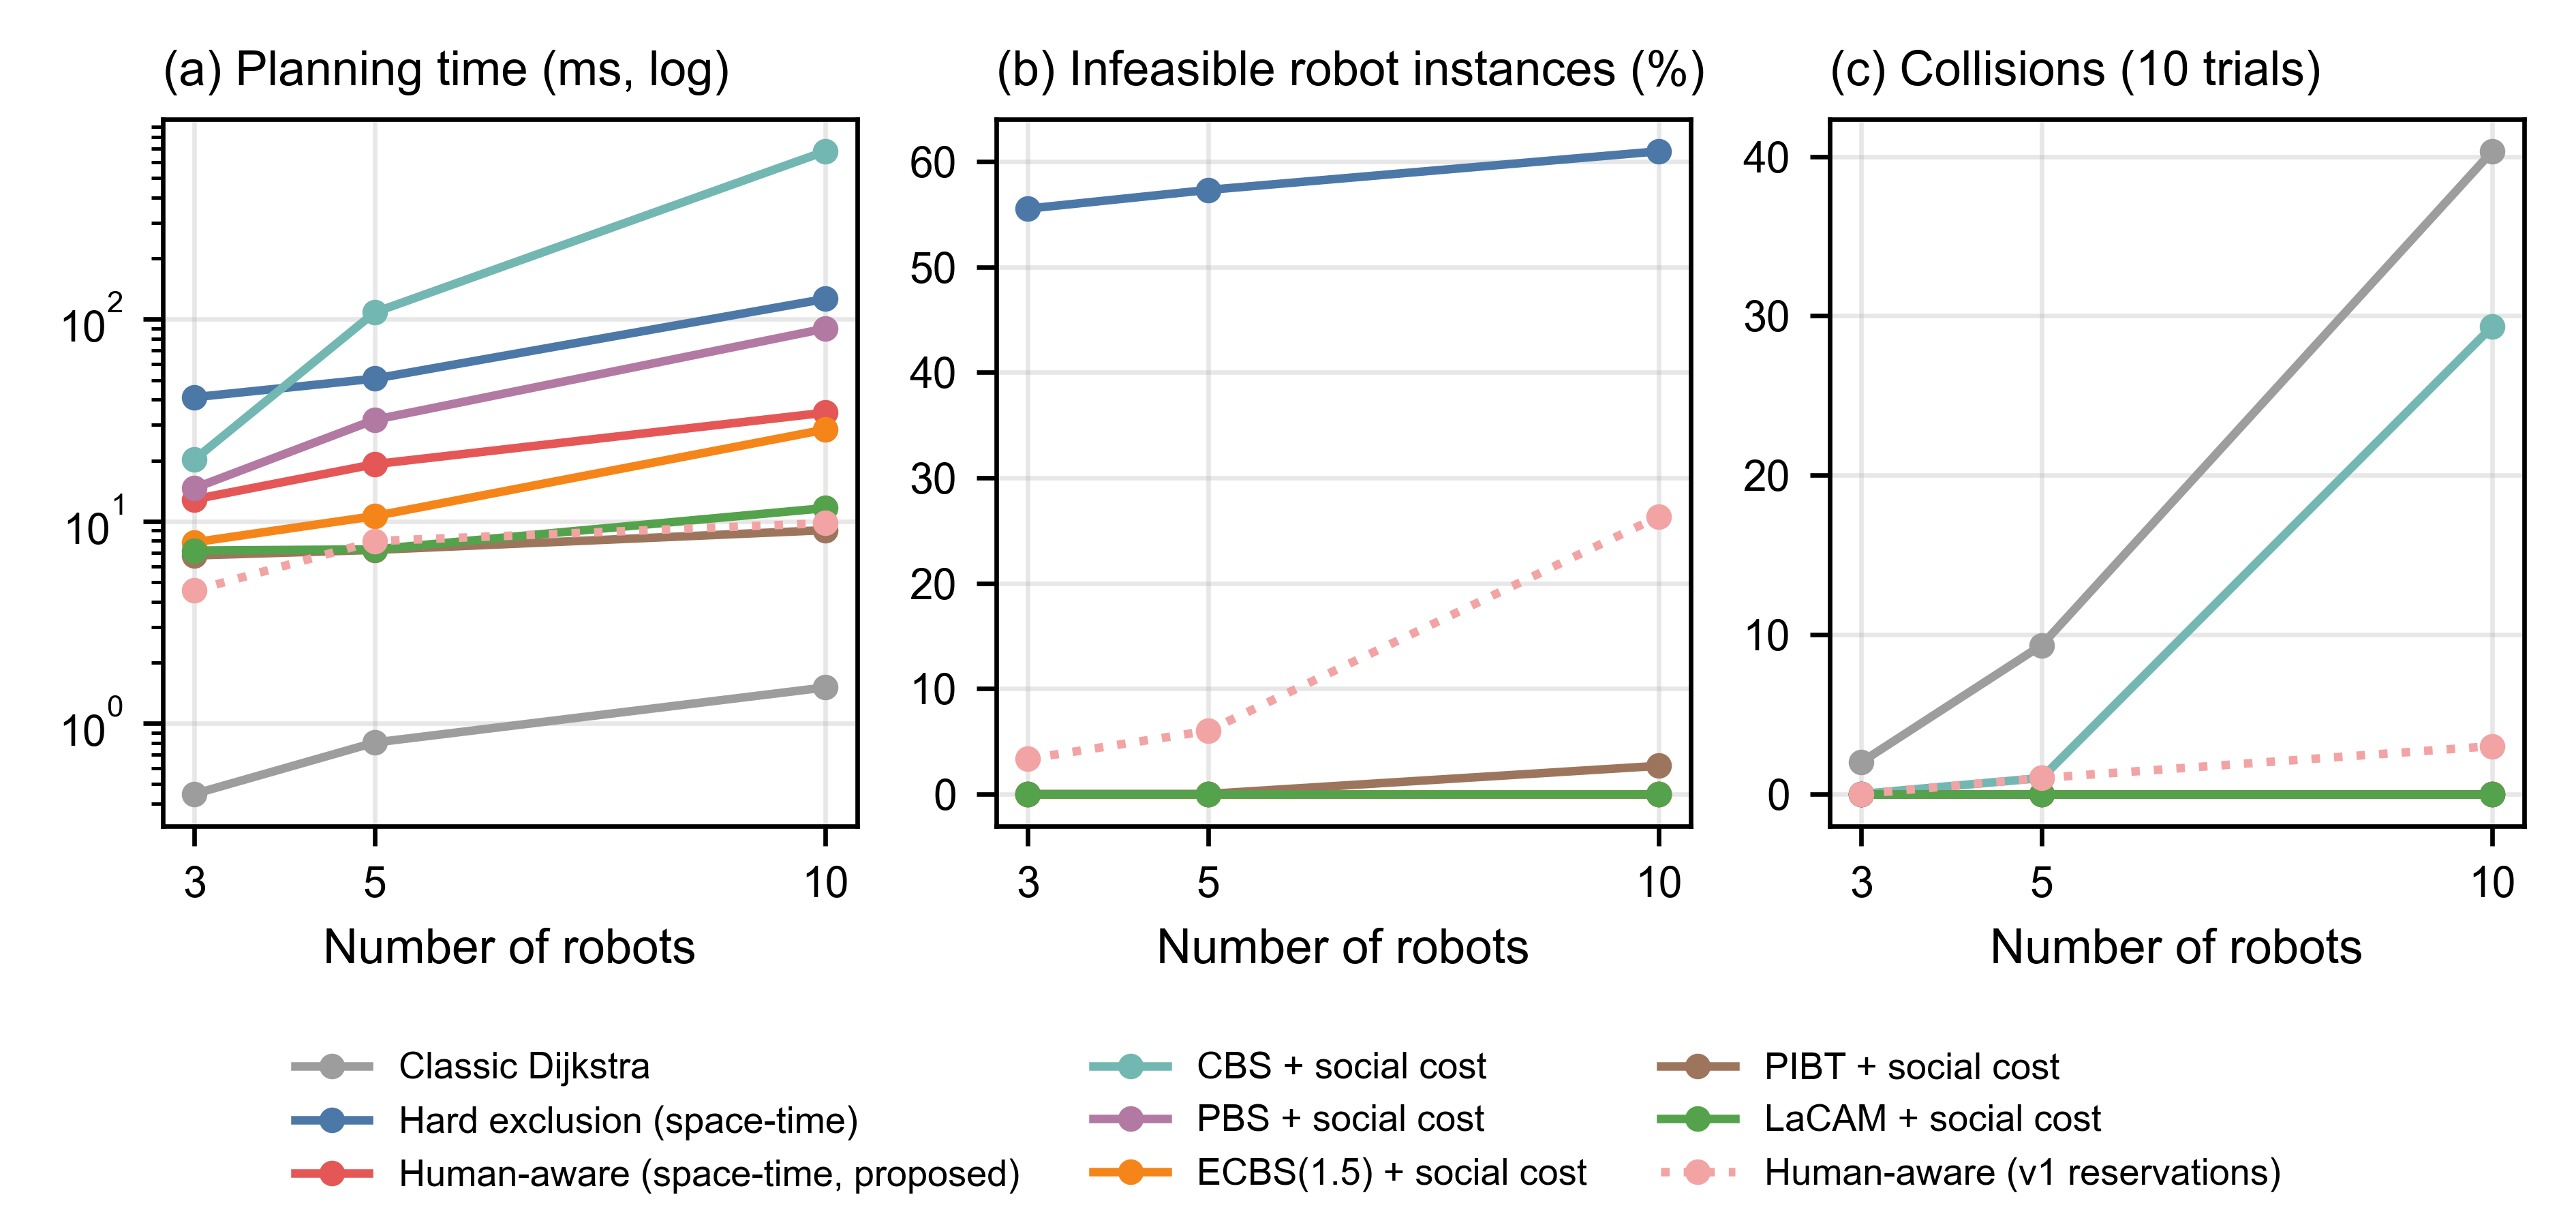 (a) Planning time (ms, log)
10^2
10^1
10^0
3 5 10
Number of robots
(b) Infeasible robot instances (%)
60
50
40
30
20
10
0
3 5 10
Number of robots
(c) Collisions (10 trials)
40
30
20
10
0
3 5 10
Number of robots
Classic Dijkstra
Hard exclusion (space-time)
Human-aware (space-time, proposed)
CBS + social cost
PBS + social cost
ECBS(1.5) + social cost
PIBT + social cost
LaCAM + social cost
Human-aware (v1 reservations)